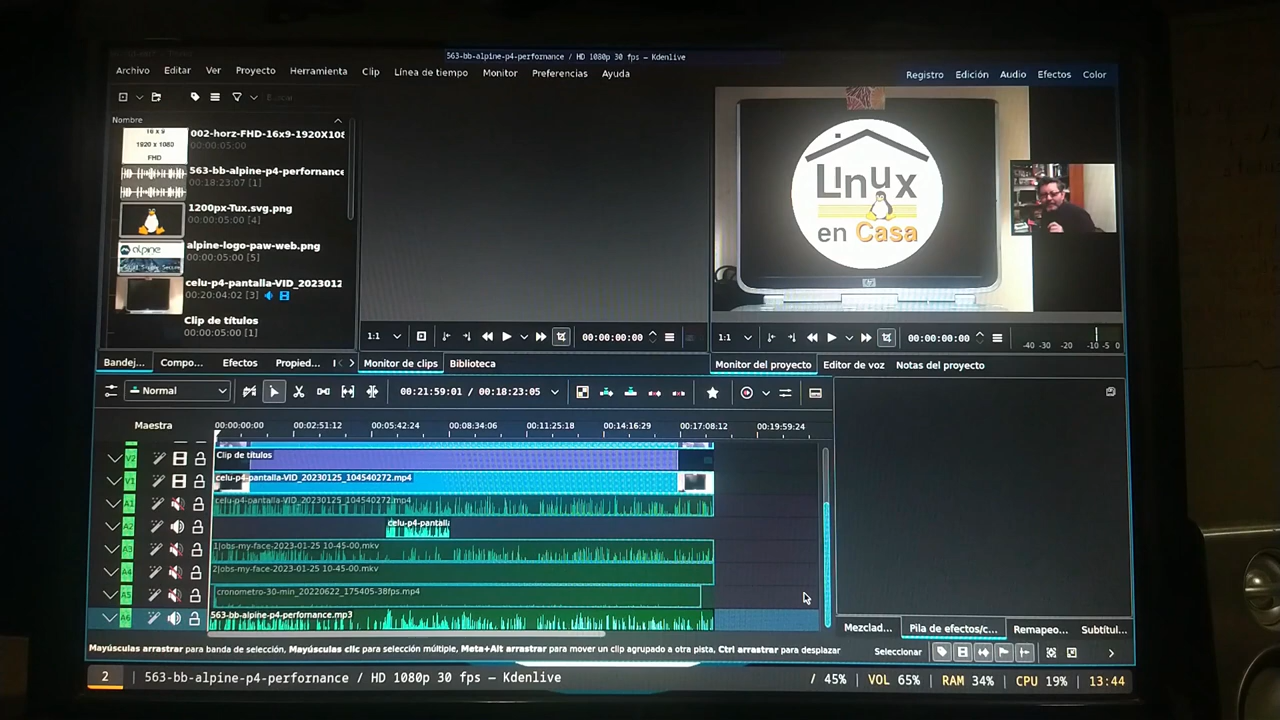 563-bb-alpine-p4-perfornance / HD 1080p 30 fps – Kdenlive
Archivo Editar Ver Proyecto Herramienta Clip Línea de tiempo Monitor Preferencias Ayuda
Registro Edición Audio Efectos Color
Buscar
Nombre
16 x 9
1920 x 1080
FHD
002-horz-FHD-16x9-1920X108
00:00:05:00
563-bb-alpine-p4-perfornance
00:18:23:07 [1]
1200px-Tux.svg.png
00:00:05:00 [4]
alpine
alpine-logo-paw-web.png
00:00:05:00 [5]
celu-p4-pantalla-VID_2023012
00:20:04:02 [3]
Clip de títulos
00:00:05:00 [1]
LInux
en Casa
hp
1:1
00:00:00:00
1:1
00:00:00:00
-40 -30 -20 -10 -5 0
Bandej... Compo... Efectos Propied...
Monitor de clips Biblioteca
Monitor del proyecto Editor de voz Notas del proyecto
Normal
00:21:59:01 / 00:18:23:05
Maestra
00:00:00:00 00:02:51:12 00:05:42:24 00:08:34:06 00:11:25:18 00:14:16:29 00:17:08:12 00:19:59:24
V2
Clip de títulos
V1
celu-p4-pantalla-VID_20230125_104540272.mp4
A1
celu-p4-pantalla-VID_20230125_104540272.mp4
A2
celu-p4-pantall
A3
1|obs-my-face-2023-01-25 10-45-00.mkv
A4
2|obs-my-face-2023-01-25 10-45-00.mkv
A5
cronometro-30-min_20220622_175405-38fps.mp4
A6
563-bb-alpine-p4-perfornance.mp3
Mezclad... Pila de efectos/c... Remapeo... Subtítul...
Mayúsculas arrastrar para banda de selección, Mayúsculas clic para selección múltiple, Meta+Alt arrastrar para mover un clip agrupado a otra pista, Ctrl arrastrar para desplazar
Seleccionar
2 563-bb-alpine-p4-perfornance / HD 1080p 30 fps – Kdenlive
/ 45% VOL 65% RAM 34% CPU 19% 13:44